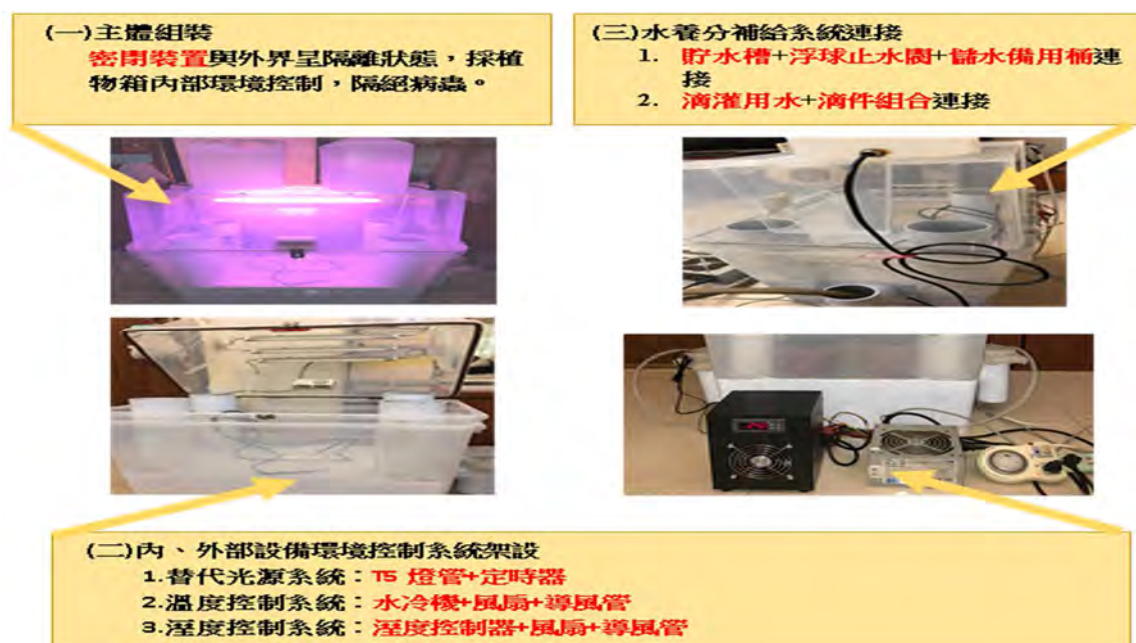 (一)主體組裝
密閉裝置與外界呈隔離狀態，採植
物箱內部環境控制，隔絕病蟲。
(三)水養分補給系統連接
1. 貯水槽+浮球止水閥+儲水備用桶連
接
2. 滴灌用水+滴件組合連接
(二)內、外部設備環境控制系統架設
1.替代光源系統：T5 燈管+定時器
2.溫度控制系統：水冷機+風扇+導風管
3.溼度控制系統：溼度控制器+風扇+導風管